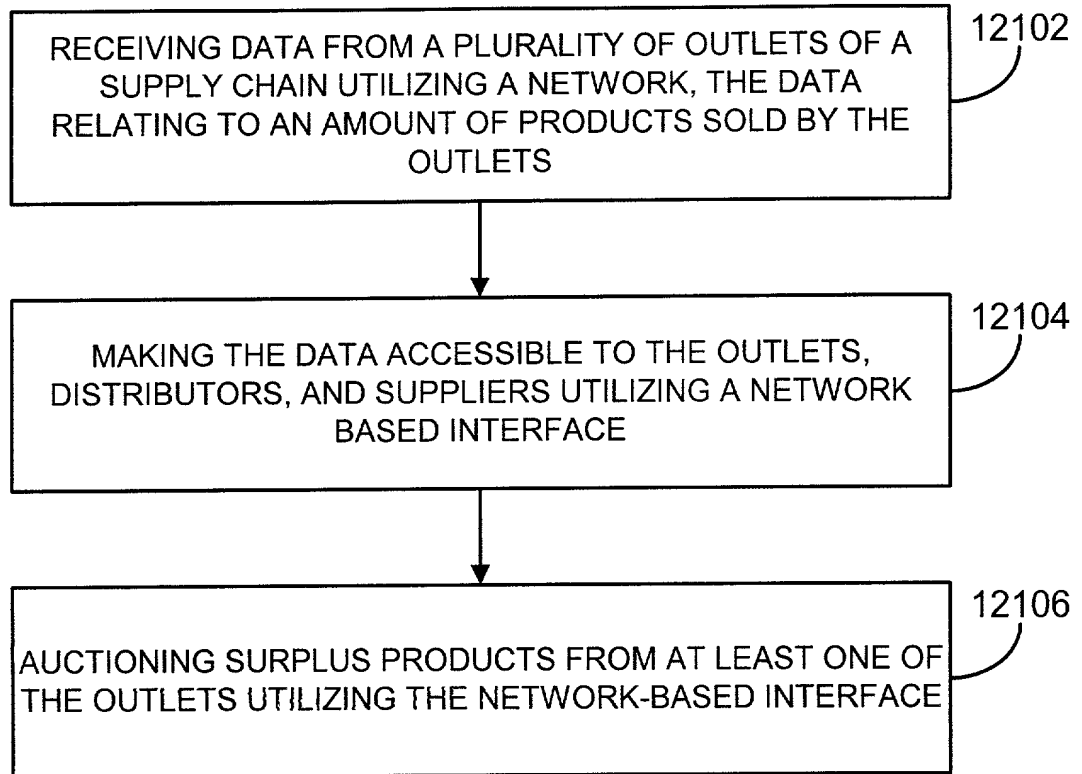 RECEIVING DATA FROM A PLURALITY OF OUTLETS OF A
SUPPLY CHAIN UTILIZING A NETWORK, THE DATA
RELATING TO AN AMOUNT OF PRODUCTS SOLD BY THE
OUTLETS
12102
MAKING THE DATA ACCESSIBLE TO THE OUTLETS,
DISTRIBUTORS, AND SUPPLIERS UTILIZING A NETWORK
BASED INTERFACE
12104
AUCTIONING SURPLUS PRODUCTS FROM AT LEAST ONE OF
THE OUTLETS UTILIZING THE NETWORK-BASED INTERFACE
12106